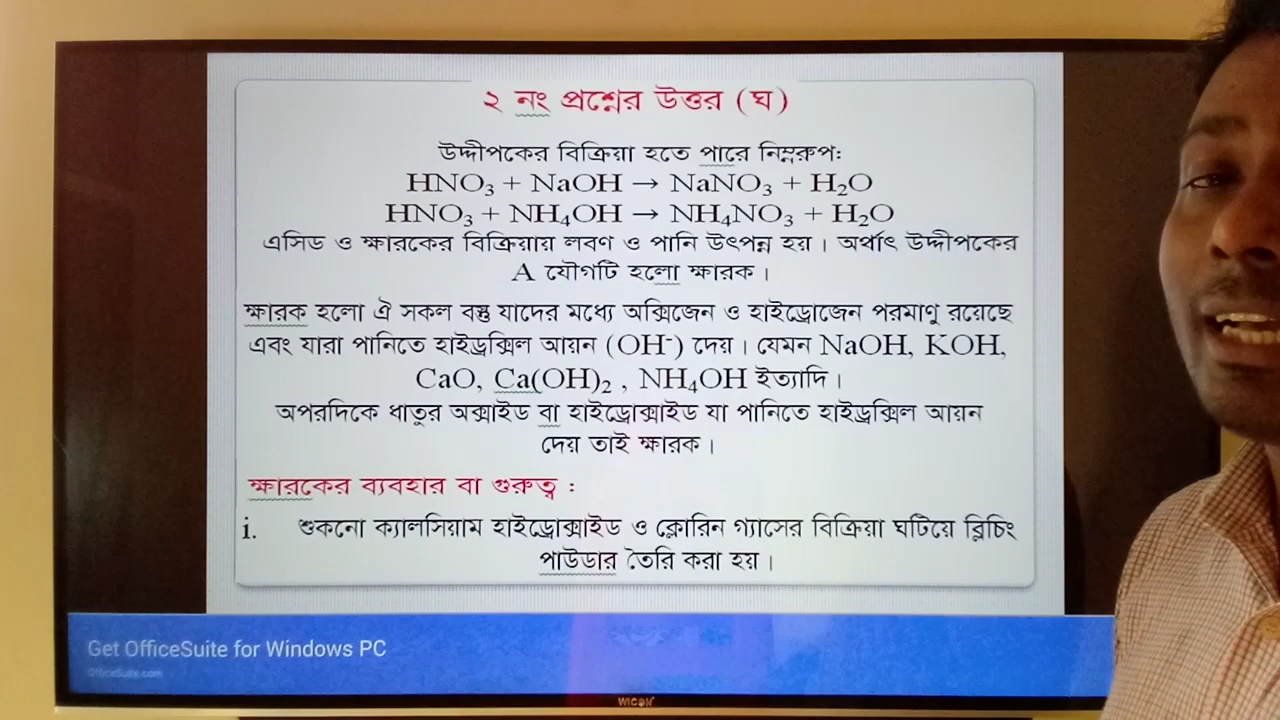 ২ নং প্রশ্নের উত্তর (ঘ)
উদ্দীপকের বিক্রিয়া হতে পারে নিম্নরুপঃ
HNO₃ + NaOH → NaNO₃ + H₂O
HNO₃ + NH₄OH → NH₄NO₃ + H₂O
এসিড ও ক্ষারকের বিক্রিয়ায় লবণ ও পানি উৎপন্ন হয়। অর্থাৎ উদ্দীপকের
A যৌগটি হলো ক্ষারক।
ক্ষারক হলো ঐ সকল বস্তু যাদের মধ্যে অক্সিজেন ও হাইড্রোজেন পরমাণু রয়েছে
এবং যারা পানিতে হাইড্রক্সিল আয়ন (OH⁻) দেয়। যেমন NaOH, KOH,
CaO, Ca(OH)₂ , NH₄OH ইত্যাদি।
অপরদিকে ধাতুর অক্সাইড বা হাইড্রোক্সাইড যা পানিতে হাইড্রক্সিল আয়ন
দেয় তাই ক্ষারক।
ক্ষারকের ব্যবহার বা গুরুত্ব :
i. শুকনো ক্যালসিয়াম হাইড্রোক্সাইড ও ক্লোরিন গ্যাসের বিক্রিয়া ঘটিয়ে ব্লিচিং
পাউডার তৈরি করা হয়।
Get OfficeSuite for Windows PC
OfficeSuite.com
WICON